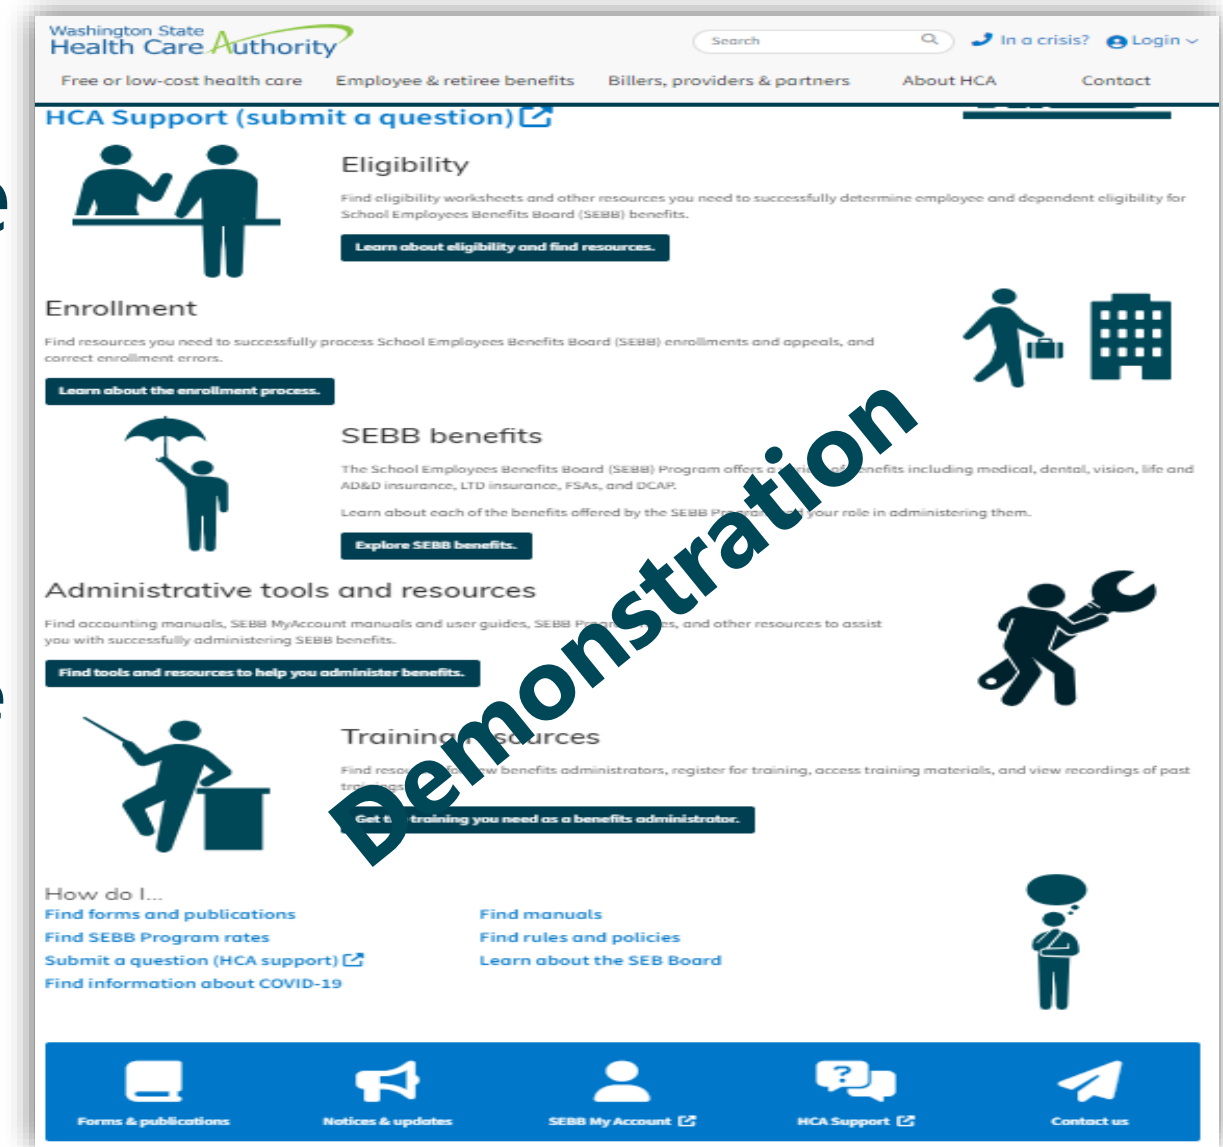 Washington State
Health Care Authority
Search
In a crisis?
Login
Free or low-cost health care
Employee & retiree benefits
Billers, providers & partners
About HCA
Contact
HCA Support (submit a question)
Eligibility
Find eligibility worksheets and other resources you need to successfully determine employee and dependent eligibility for
School Employees Benefits Board (SEBB) benefits.
Learn about eligibility and find resources.
Enrollment
Find resources you need to successfully process School Employees Benefits Board (SEBB) enrollments and appeals, and
correct enrollment errors.
Learn about the enrollment process.
SEBB benefits
The School Employees Benefits Board (SEBB) Program offers a including medical, dental, vision, life and
AD&D insurance, LTD insurance, FSAs, and DCAP.
Learn about each of the benefits offered by the SEBB your role in administering them.
Explore SEBB benefits.
Administrative tools and resources
Find accounting manuals, SEBB MyAccount manuals and user guides, SEBB and other resources to assist
you with successfully administering SEBB benefits.
Find tools and resources to help you administer benefits.
Training resources
Find benefits administrators, register for training, access training materials, and view recordings of past
Get training you need as a benefits administrator.
Demonstration
How do I...
Find forms and publications
Find SEBB Program rates
Submit a question (HCA support)
Find information about COVID-19
Find manuals
Find rules and policies
Learn about the SEB Board
Forms & publications
Notices & updates
SEBB My Account
HCA Support
Contact us